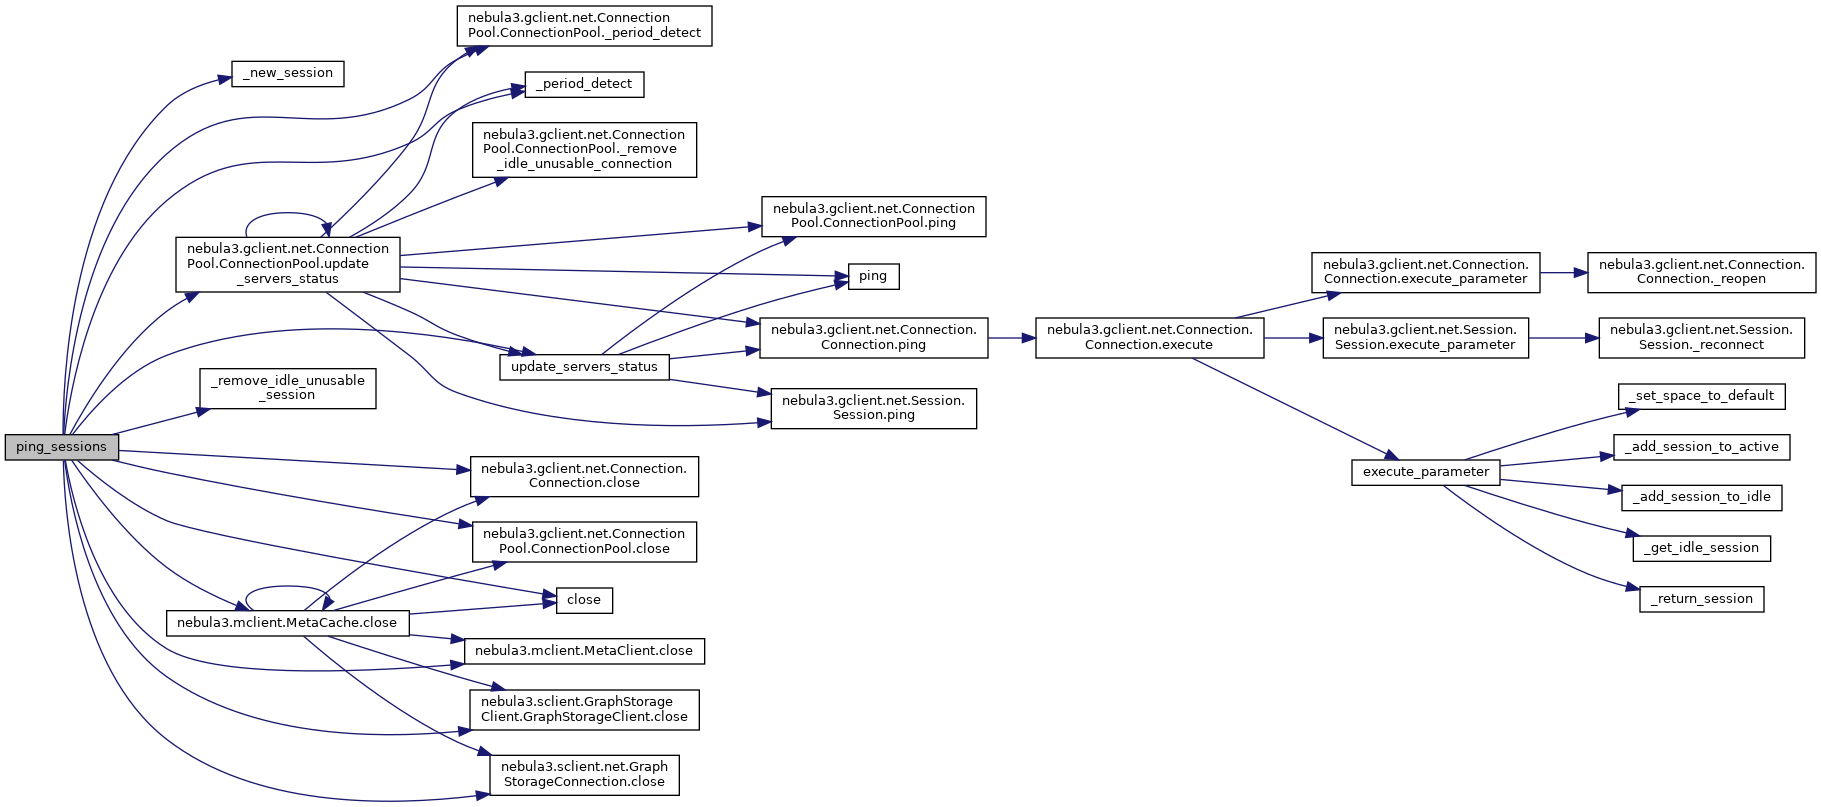 nebula3.gclient.net.Connection
Pool.ConnectionPool._period_detect
_new_session
_period_detect
nebula3.gclient.net.Connection
Pool.ConnectionPool._remove
_idle_unusable_connection
nebula3.gclient.net.Connection
Pool.ConnectionPool.ping
nebula3.gclient.net.Connection
Pool.ConnectionPool.update
_servers_status
ping
nebula3.gclient.net.Connection.
Connection.execute_parameter
nebula3.gclient.net.Connection.
Connection._reopen
nebula3.gclient.net.Connection.
Connection.ping
nebula3.gclient.net.Connection.
Connection.execute
nebula3.gclient.net.Session.
Session.execute_parameter
nebula3.gclient.net.Session.
Session._reconnect
update_servers_status
_remove_idle_unusable
_session
nebula3.gclient.net.Session.
Session.ping
_set_space_to_default
ping_sessions
_add_session_to_active
nebula3.gclient.net.Connection.
Connection.close
execute_parameter
_add_session_to_idle
nebula3.gclient.net.Connection
Pool.ConnectionPool.close
_get_idle_session
close
_return_session
nebula3.mclient.MetaCache.close
nebula3.mclient.MetaClient.close
nebula3.sclient.GraphStorage
Client.GraphStorageClient.close
nebula3.sclient.net.Graph
StorageConnection.close